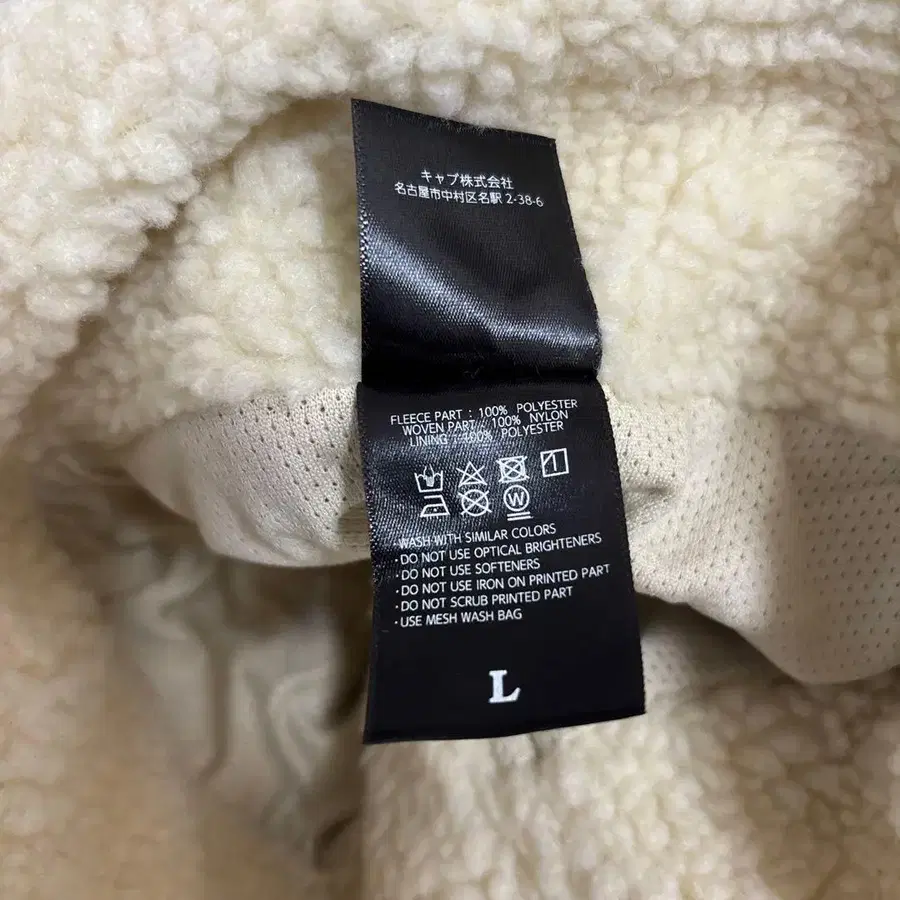 キャブ株式会社
名古屋市中村区名駅 2-38-6
FLEECE PART : 100% POLYESTER
WOVEN PART : 100% NYLON
LINING : 100% POLYESTER
W
WASH WITH SIMILAR COLORS
・DO NOT USE OPTICAL BRIGHTENERS
・DO NOT USE SOFTENERS
・DO NOT USE IRON ON PRINTED PART
・DO NOT SCRUB PRINTED PART
・USE MESH WASH BAG
L